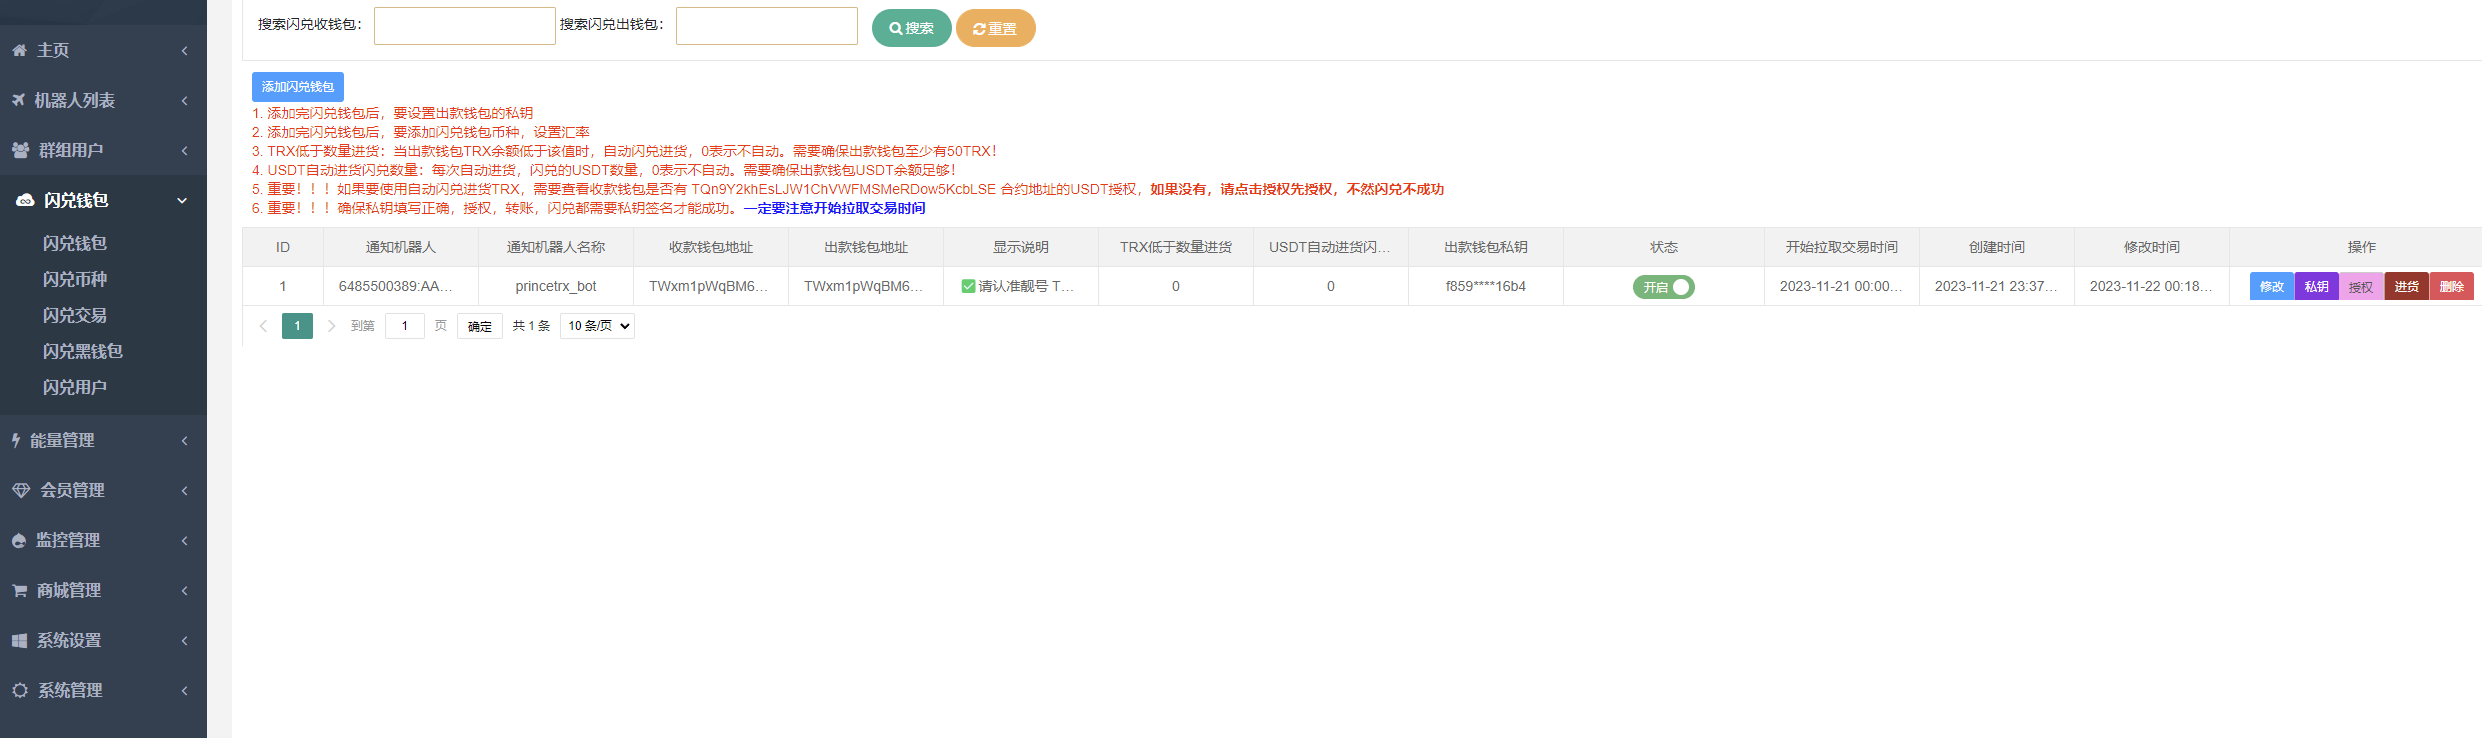 搜索闪兑收钱包： 搜索闪兑出钱包： 搜索 重置
主页
机器人列表
群组用户
闪兑钱包
闪兑钱包
闪兑币种
闪兑交易
闪兑黑钱包
闪兑用户
能量管理
会员管理
监控管理
商城管理
系统设置
系统管理
添加闪兑钱包
1. 添加完闪兑钱包后，要设置出款钱包的私钥
2. 添加完闪兑钱包后，要添加闪兑钱包币种，设置汇率
3. TRX低于数量进货：当出款钱包TRX余额低于该值时，自动闪兑进货，0表示不自动。需要确保出款钱包至少有50TRX！
4. USDT自动进货闪兑数量：每次自动进货，闪兑的USDT数量，0表示不自动。需要确保出款钱包USDT余额足够！
5. 重要！！！如果要使用自动闪兑进货TRX，需要查看收款钱包是否有 TQn9Y2khEsLJW1ChVWFMSMeRDow5KcbLSE 合约地址的USDT授权，如果没有，请点击授权先授权，不然闪兑不成功
6. 重要！！！确保私钥填写正确，授权，转账，闪兑都需要私钥签名才能成功。一定要注意开始拉取交易时间
ID 通知机器人 通知机器人名称 收款钱包地址 出款钱包地址 显示说明 TRX低于数量进货 USDT自动进货闪... 出款钱包私钥 状态 开始拉取交易时间 创建时间 修改时间 操作
1 6485500389:AA... princetrx_bot TWxm1pWqBM6... TWxm1pWqBM6... ✅请认准靓号 T... 0 0 f859****16b4 开启 2023-11-21 00:00... 2023-11-21 23:37... 2023-11-22 00:18... 修改 私钥 授权 进货 删除
1 到第 1 页 确定 共 1 条 10 条/页